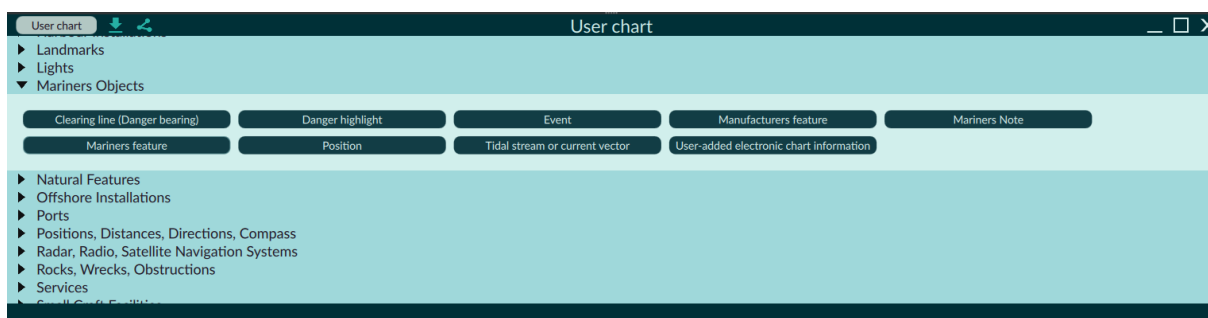 User chart User chart
Landmarks
Lights
Mariners Objects
Clearing line (Danger bearing) Danger highlight Event Manufacturers feature Mariners Note
Mariners feature Position Tidal stream or current vector User-added electronic chart information
Natural Features
Offshore Installations
Ports
Positions, Distances, Directions, Compass
Radar, Radio, Satellite Navigation Systems
Rocks, Wrecks, Obstructions
Services